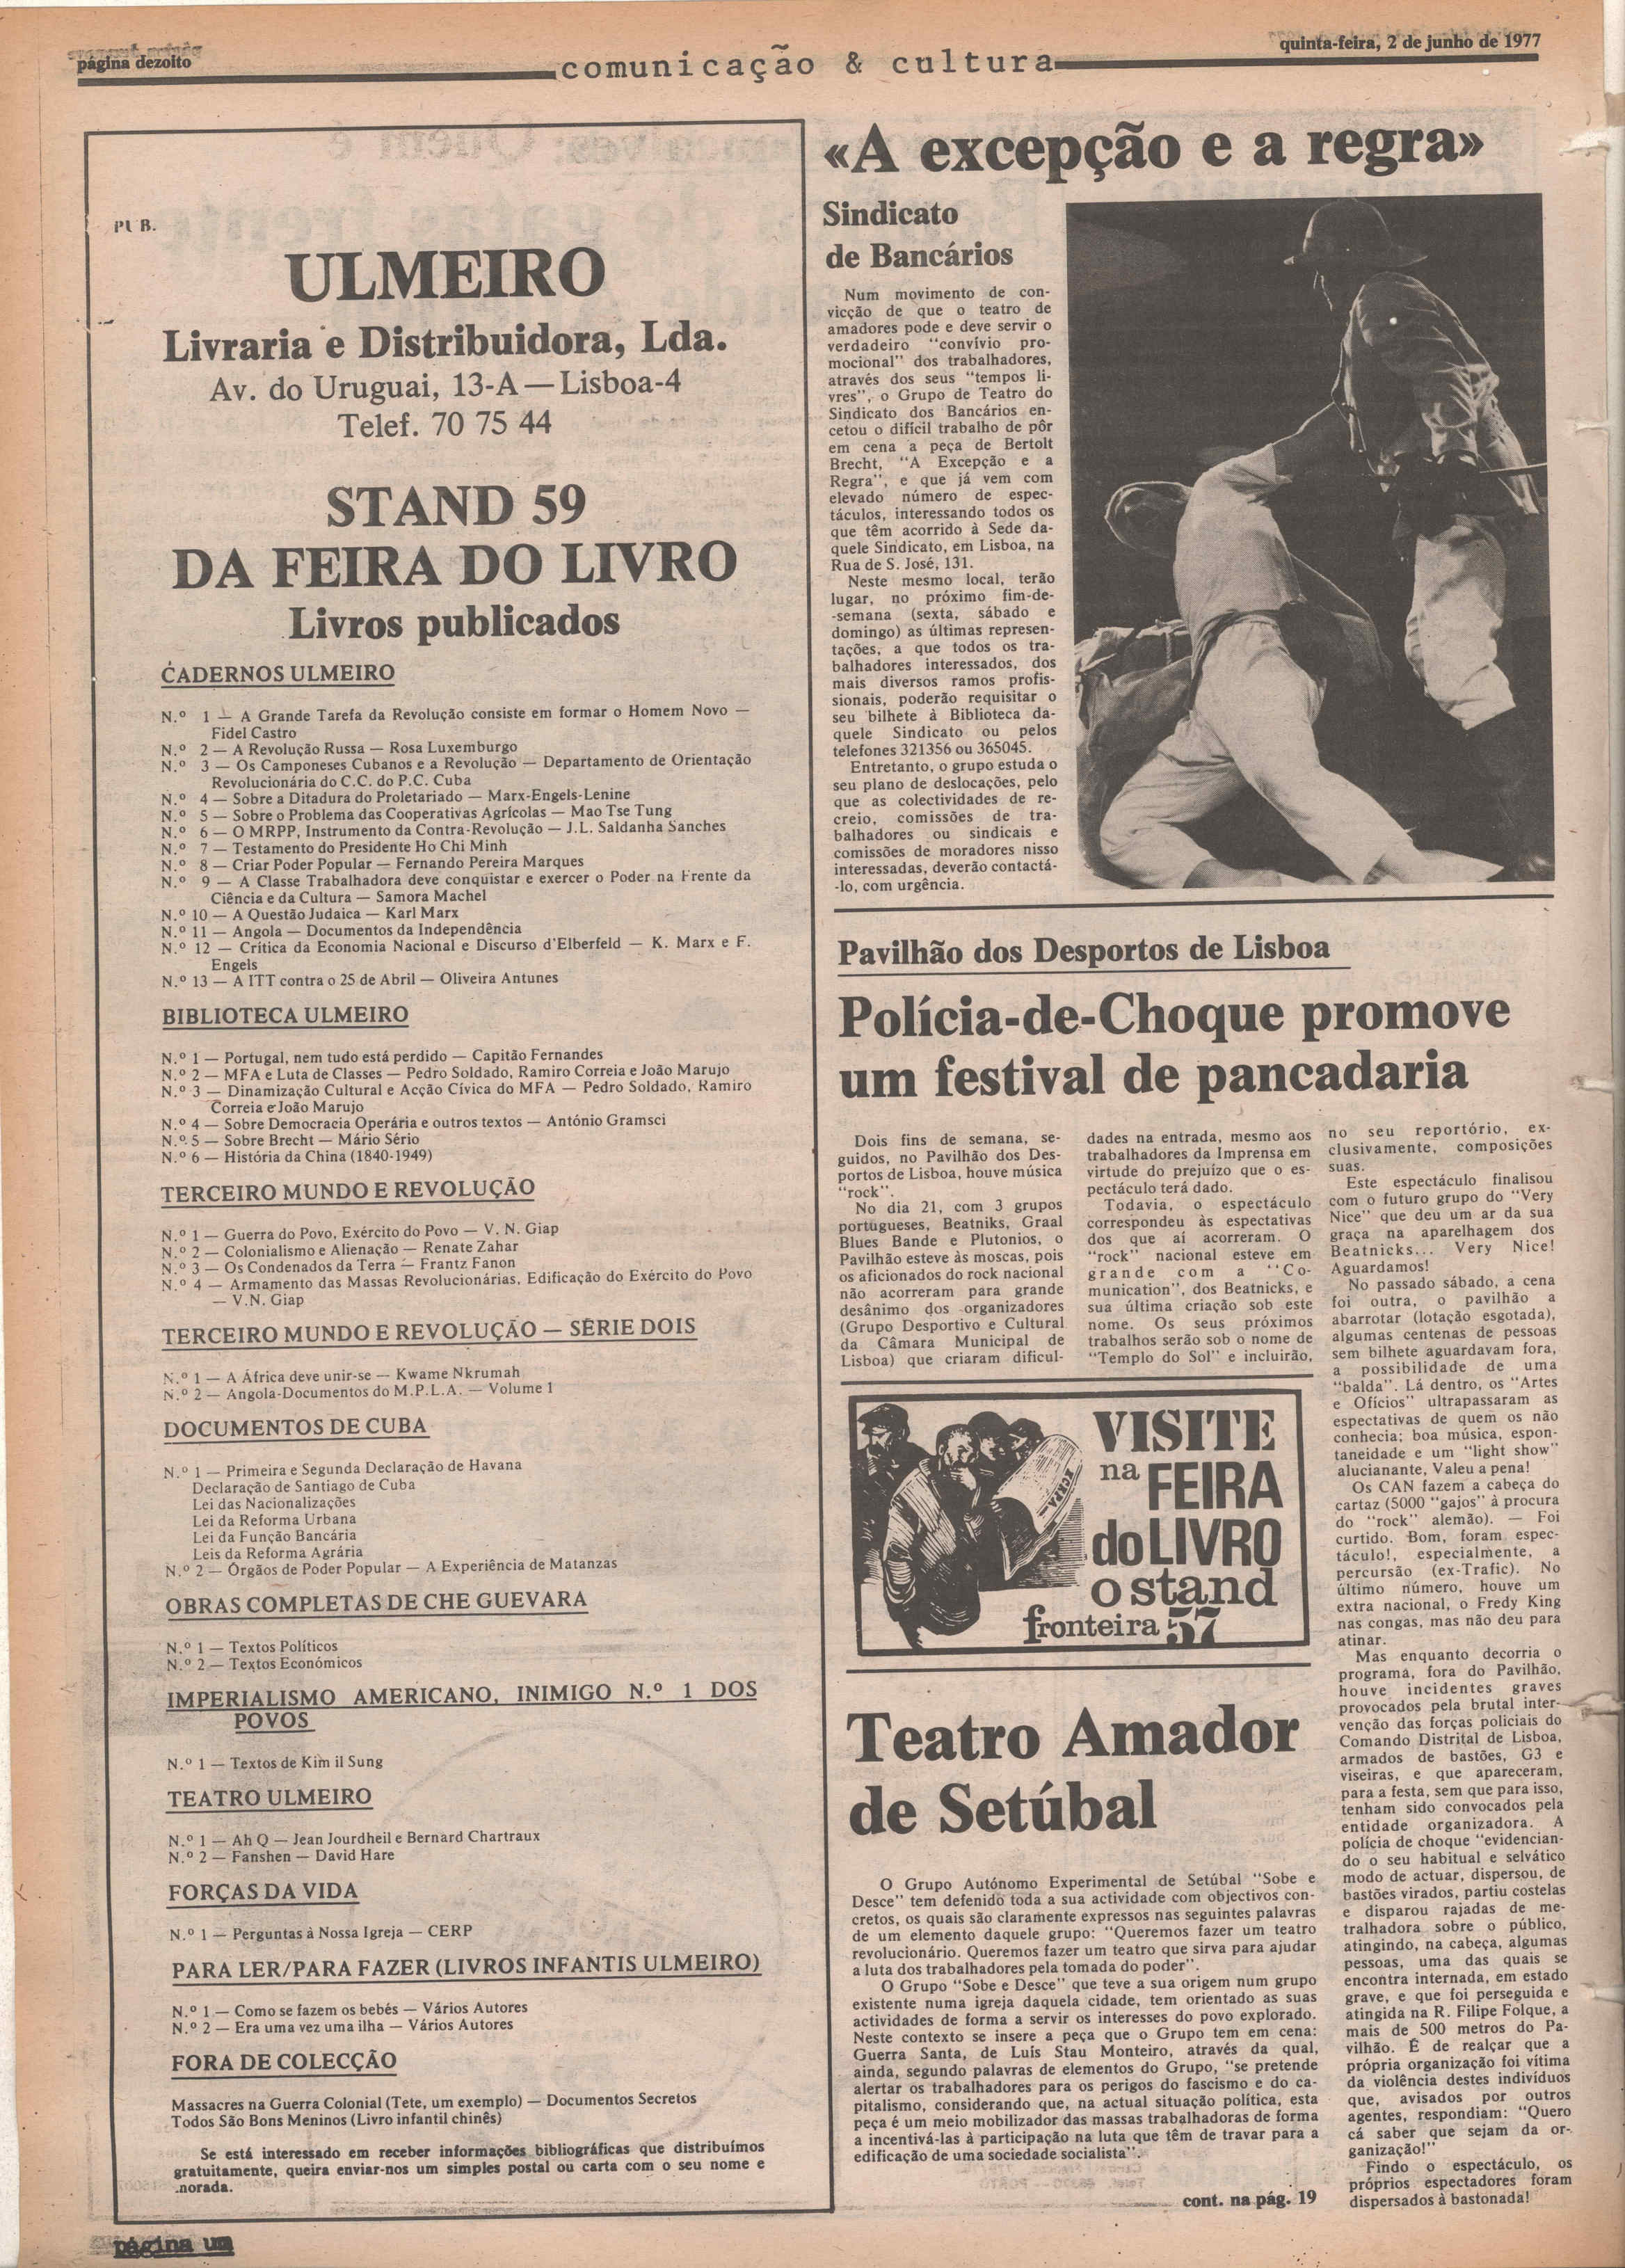 página dezoito
comunicação & cultura
quinta-feira, 2 de junho de 1977
PUB.
ULMEIRO
Livraria e Distribuidora, Lda.
Av. do Uruguai, 13-A — Lisboa-4
Telef. 70 75 44
STAND 59
DA FEIRA DO LIVRO
Livros publicados
CADERNOS ULMEIRO
N.º 1 — A Grande Tarefa da Revolução consiste em formar o Homem Novo —
Fidel Castro
N.º 2 — A Revolução Russa — Rosa Luxemburgo
N.º 3 — Os Camponeses Cubanos e a Revolução — Departamento de Orientação
Revolucionária do C.C. do P.C. Cuba
N.º 4 — Sobre a Ditadura do Proletariado — Marx-Engels-Lenine
N.º 5 — Sobre o Problema das Cooperativas Agrícolas — Mao Tse Tung
N.º 6 — O MRPP, Instrumento da Contra-Revolução — J.L. Saldanha Sanches
N.º 7 — Testamento do Presidente Ho Chi Minh
N.º 8 — Criar Poder Popular — Fernando Pereira Marques
N.º 9 — A Classe Trabalhadora deve conquistar e exercer o Poder na Frente da
Ciência e da Cultura — Samora Machel
N.º 10 — A Questão Judaica — Karl Marx
N.º 11 — Angola — Documentos da Independência
N.º 12 — Crítica da Economia Nacional e Discurso d'Elberfeld — K. Marx e F.
Engels
N.º 13 — A ITT contra o 25 de Abril — Oliveira Antunes
BIBLIOTECA ULMEIRO
N.º 1 — Portugal, nem tudo está perdido — Capitão Fernandes
N.º 2 — MFA e Luta de Classes — Pedro Soldado, Ramiro Correia e João Marujo
N.º 3 — Dinamização Cultural e Acção Cívica do MFA — Pedro Soldado, Ramiro
Correia e João Marujo
N.º 4 — Sobre Democracia Operária e outros textos — António Gramsci
N.º 5 — Sobre Brecht — Mário Sério
N.º 6 — História da China (1840-1949)
TERCEIRO MUNDO E REVOLUÇÃO
N.º 1 — Guerra do Povo, Exército do Povo — V. N. Giap
N.º 2 — Colonialismo e Alienação — Renate Zahar
N.º 3 — Os Condenados da Terra — Frantz Fanon
N.º 4 — Armamento das Massas Revolucionárias, Edificação do Exército do Povo
— V.N. Giap
TERCEIRO MUNDO E REVOLUÇÃO — SÉRIE DOIS
N.º 1 — A África deve unir-se — Kwame Nkrumah
N.º 2 — Angola-Documentos do M.P.L.A. — Volume 1
DOCUMENTOS DE CUBA
N.º 1 — Primeira e Segunda Declaração de Havana
Declaração de Santiago de Cuba
Lei das Nacionalizações
Lei da Reforma Urbana
Lei da Função Bancária
Leis da Reforma Agrária
N.º 2 — Órgãos de Poder Popular — A Experiência de Matanzas
OBRAS COMPLETAS DE CHE GUEVARA
N.º 1 — Textos Políticos
N.º 2 — Textos Económicos
IMPERIALISMO AMERICANO, INIMIGO N.º 1 DOS
POVOS
N.º 1 — Textos de Kim il Sung
TEATRO ULMEIRO
N.º 1 — Ah Q — Jean Jourdheil e Bernard Chartraux
N.º 2 — Fanshen — David Hare
FORÇAS DA VIDA
N.º 1 — Perguntas à Nossa Igreja — CERP
PARA LER/PARA FAZER (LIVROS INFANTIS ULMEIRO)
N.º 1 — Como se fazem os bebés — Vários Autores
N.º 2 — Era uma vez uma ilha — Vários Autores
FORA DE COLECÇÃO
Massacres na Guerra Colonial (Tete, um exemplo) — Documentos Secretos
Todos São Bons Meninos (Livro infantil chinês)
Se está interessado em receber informações bibliográficas que distribuímos
gratuitamente, queira enviar-nos um simples postal ou carta com o seu nome e
.norada.
«A excepção e a regra»
Sindicato
de Bancários
Num movimento de con-
vicção de que o teatro de
amadores pode e deve servir o
verdadeiro "convívio pro-
mocional" dos trabalhadores,
através dos seus "tempos li-
vres", o Grupo de Teatro do
Sindicato dos Bancários en-
cetou o difícil trabalho de pôr
em cena a peça de Bertolt
Brecht, "A Excepção e a
Regra", e que já vem com
elevado número de espec-
táculos, interessando todos os
que têm acorrido à Sede da-
quele Sindicato, em Lisboa, na
Rua de S. José, 131.
Neste mesmo local, terão
lugar, no próximo fim-de-
-semana (sexta, sábado e
domingo) as últimas represen-
tações, a que todos os tra-
balhadores interessados, dos
mais diversos ramos profis-
sionais, poderão requisitar o
seu bilhete à Biblioteca da-
quele Sindicato ou pelos
telefones 321356 ou 365045.
Entretanto, o grupo estuda o
seu plano de deslocações, pelo
que as colectividades de re-
creio, comissões de tra-
balhadores ou sindicais e
comissões de moradores nisso
interessadas, deverão contactá-
-lo, com urgência.
Pavilhão dos Desportos de Lisboa
Polícia-de-Choque promove
um festival de pancadaria
Dois fins de semana, se-
guidos, no Pavilhão dos Des-
portos de Lisboa, houve música
"rock".
No dia 21, com 3 grupos
portugueses, Beatniks, Graal
Blues Bande e Plutonios, o
Pavilhão esteve às moscas, pois
os aficionados do rock nacional
não acorreram para grande
desânimo dos organizadores
(Grupo Desportivo e Cultural
da Câmara Municipal de
Lisboa) que criaram dificul-
dades na entrada, mesmo aos
trabalhadores da Imprensa em
virtude do prejuízo que o es-
pectáculo terá dado.
Todavia, o espectáculo
correspondeu às espectativas
dos que aí acorreram. O
"rock" nacional esteve em
grande com a "Co-
munication", dos Beatnicks, e
sua última criação sob este
nome. Os seus próximos
trabalhos serão sob o nome de
"Templo do Sol" e incluirão,
no seu reportório, ex-
clusivamente, composições
suas.
Este espectáculo finalisou
com o futuro grupo do "Very
Nice" que deu um ar da sua
graça na aparelhagem dos
Beatnicks... Very Nice!
Aguardamos!
No passado sábado, a cena
foi outra, o pavilhão a
abarrotar (lotação esgotada),
algumas centenas de pessoas
sem bilhete aguardavam fora,
a possibilidade de uma
"balda". Lá dentro, os "Artes
e Ofícios" ultrapassaram as
espectativas de quem os não
conhecia; boa música, espon-
taneidade e um "light show"
alucianante, Valeu a pena!
Os CAN fazem a cabeça do
cartaz (5000 "gajos" à procura
do "rock" alemão). — Foi
curtido. Bom, foram espec-
táculo!, especialmente, a
percursão (ex-Trafic). No
último número, houve um
extra nacional, o Fredy King
nas congas, mas não deu para
atinar.
Mas enquanto decorria o
programa, fora do Pavilhão,
houve incidentes graves
provocados pela brutal inter-
venção das forças policiais do
Comando Distrital de Lisboa,
armados de bastões, G3 e
viseiras, e que apareceram,
para a festa, sem que para isso,
tenham sido convocados pela
entidade organizadora. A
polícia de choque "evidencian-
do o seu habitual e selvático
modo de actuar, dispersou, de
bastões virados, partiu costelas
e disparou rajadas de me-
tralhadora sobre o público,
atingindo, na cabeça, algumas
pessoas, uma das quais se
encontra internada, em estado
grave, e que foi perseguida e
atingida na R. Filipe Folque, a
mais de 500 metros do Pa-
vilhão. É de realçar que a
própria organização foi vítima
da violência destes indivíduos
que, avisados por outros
agentes, respondiam: "Quero
cá saber que sejam da or-
ganização!"
Findo o espectáculo, os
próprios espectadores foram
dispersados à bastonada!
VISITE
na FEIRA
do LIVRO
o stand
fronteira 57
Teatro Amador
de Setúbal
O Grupo Autónomo Experimental de Setúbal "Sobe e
Desce" tem defenido toda a sua actividade com objectivos con-
cretos, os quais são claramente expressos nas seguintes palavras
de um elemento daquele grupo: "Queremos fazer um teatro
revolucionário. Queremos fazer um teatro que sirva para ajudar
a luta dos trabalhadores pela tomada do poder".
O Grupo "Sobe e Desce" que teve a sua origem num grupo
existente numa igreja daquela cidade, tem orientado as suas
actividades de forma a servir os interesses do povo explorado.
Neste contexto se insere a peça que o Grupo tem em cena:
Guerra Santa, de Luís Stau Monteiro, através da qual,
ainda, segundo palavras de elementos do Grupo, "se pretende
alertar os trabalhadores para os perigos do fascismo e do ca-
pitalismo, considerando que, na actual situação política, esta
peça é um meio mobilizador das massas trabalhadoras de forma
a incentivá-las à participação na luta que têm de travar para a
edificação de uma sociedade socialista".
cont. na pág. 19
página um